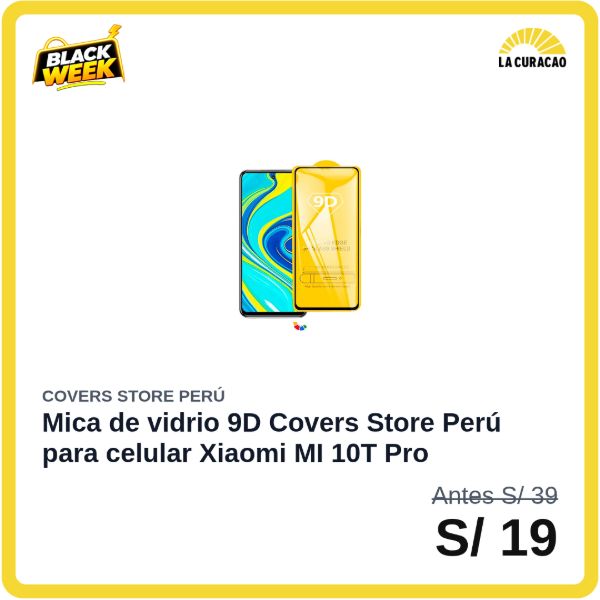 BLACK
WEEK
LA CURACAO
9D
COVERS STORE PERÚ
Mica de vidrio 9D Covers Store Perú
para celular Xiaomi MI 10T Pro
Antes S/ 39
S/ 19